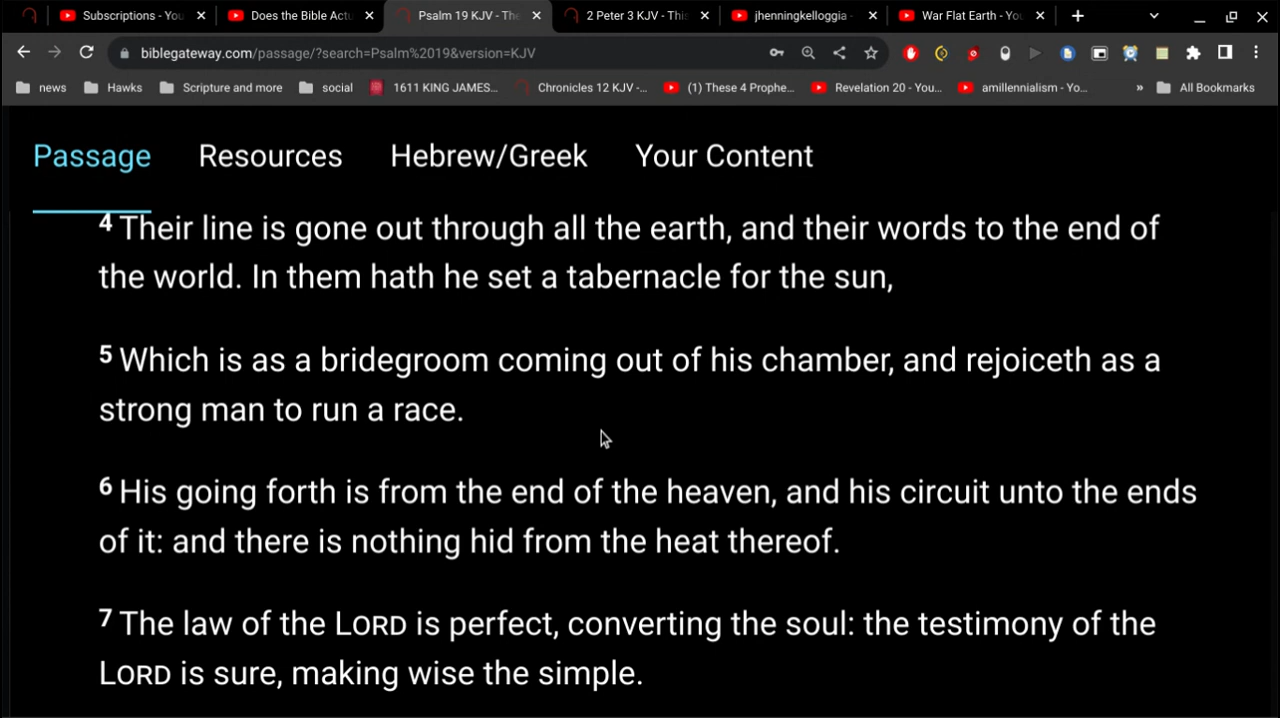 Subscriptions - You
Does the Bible Actu
Psalm 19 KJV - The
2 Peter 3 KJV - This
jhenningkelloggia -
War Flat Earth - You
biblegateway.com/passage/?search=Psalm%2019&version=KJV
news
Hawks
Scripture and more
social
1611 KING JAMES...
Chronicles 12 KJV -...
(1) These 4 Prophe...
Revelation 20 - You...
amillennialism - Yo...
»
All Bookmarks
Passage
Resources
Hebrew/Greek
Your Content
4 Their line is gone out through all the earth, and their words to the end of
the world. In them hath he set a tabernacle for the sun,
5 Which is as a bridegroom coming out of his chamber, and rejoiceth as a
strong man to run a race.
6 His going forth is from the end of the heaven, and his circuit unto the ends
of it: and there is nothing hid from the heat thereof.
7 The law of the LORD is perfect, converting the soul: the testimony of the
LORD is sure, making wise the simple.